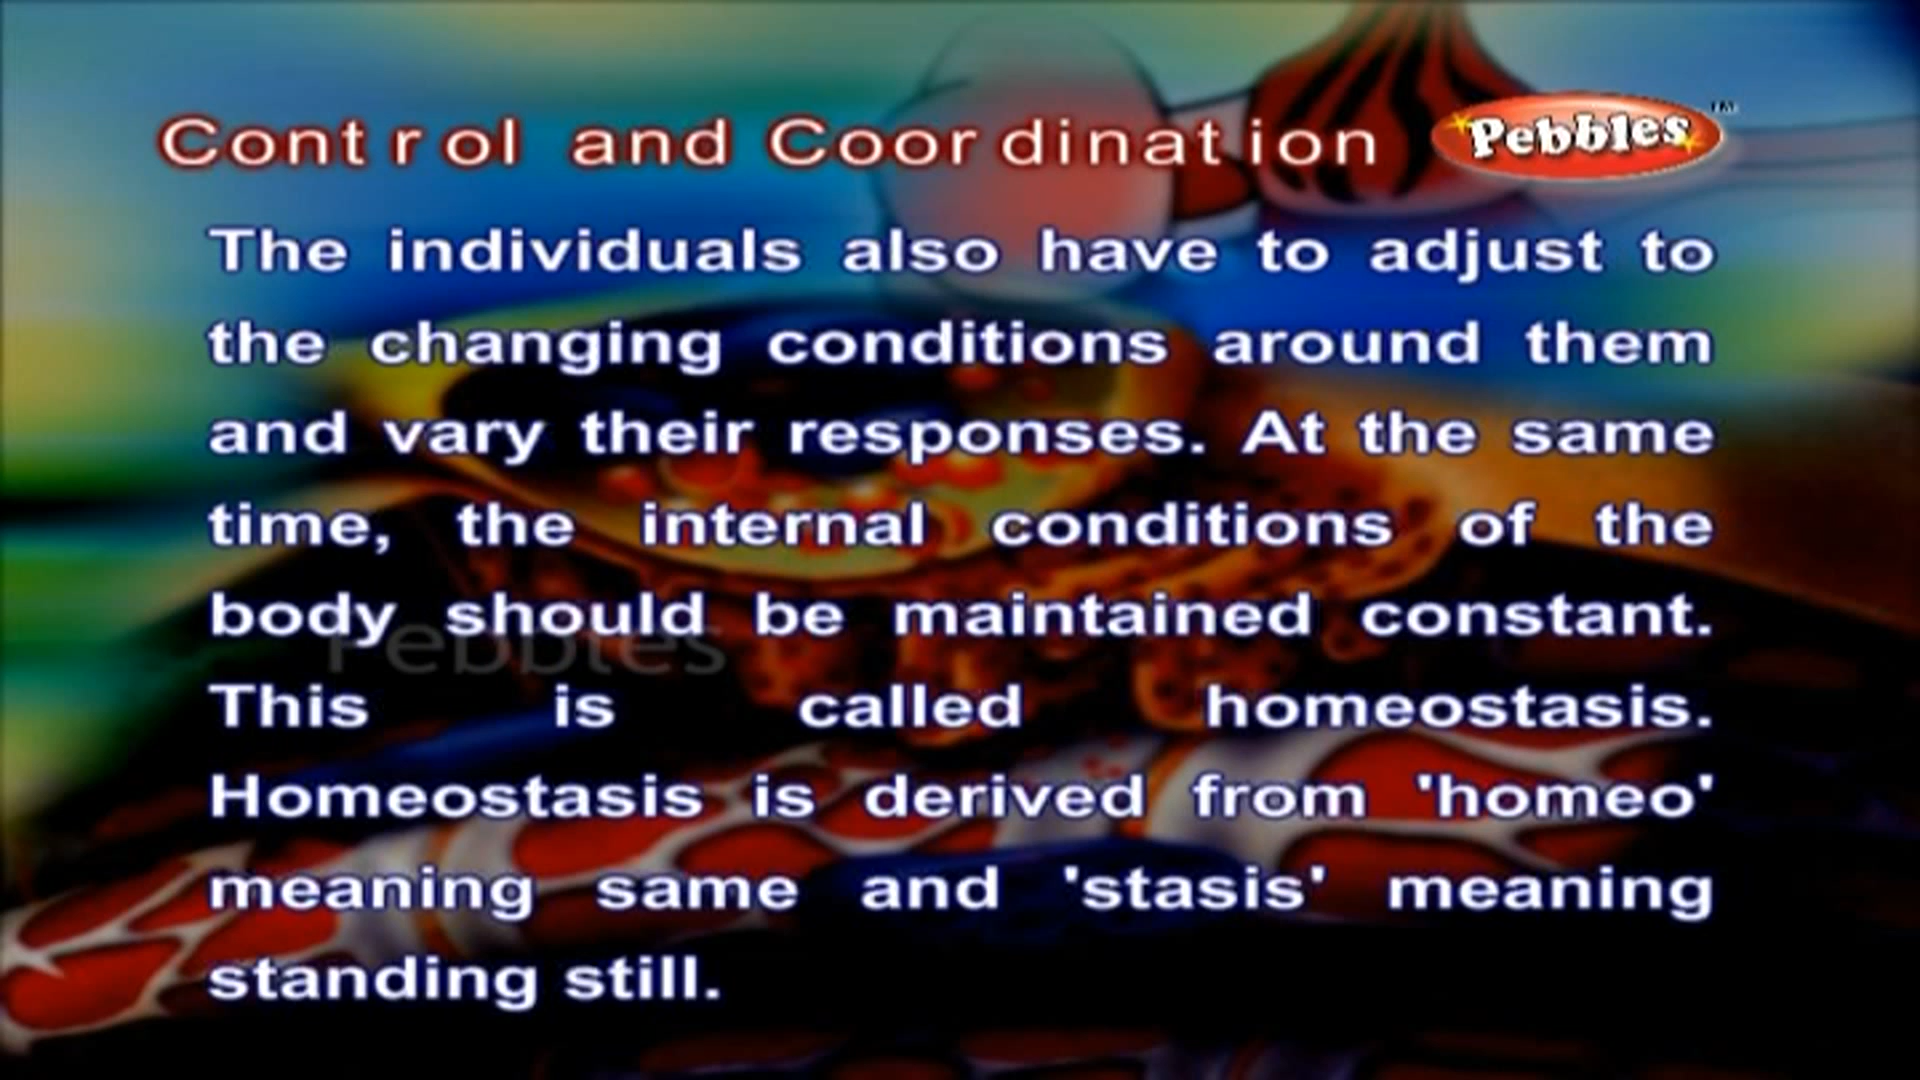 Control and Coordination
Pebbles™
The individuals also have to adjust to
the changing conditions around them
and vary their responses. At the same
time, the internal conditions of the
body should be maintained constant.
Pebbles
This is called homeostasis.
Homeostasis is derived from 'homeo'
meaning same and 'stasis' meaning
standing still.